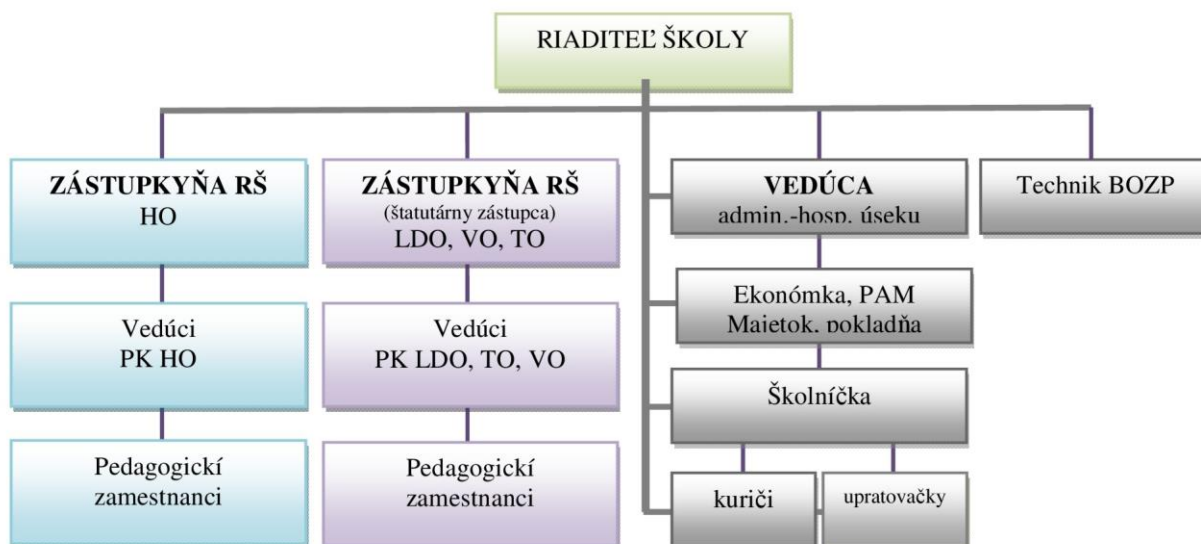 RIADITEĽ ŠKOLY
ZÁSTUPKYŇA RŠ
HO
ZÁSTUPKYŇA RŠ
(štatutárny zástupca)
LDO, VO, TO
VEDÚCA
admin.-hosp. úseku
Technik BOZP
Vedúci
PK HO
Vedúci
PK LDO, TO, VO
Ekonómka, PAM
Majetok, pokladňa
Školníčka
Pedagogickí
zamestnanci
Pedagogickí
zamestnanci
kuriči
upratovačky